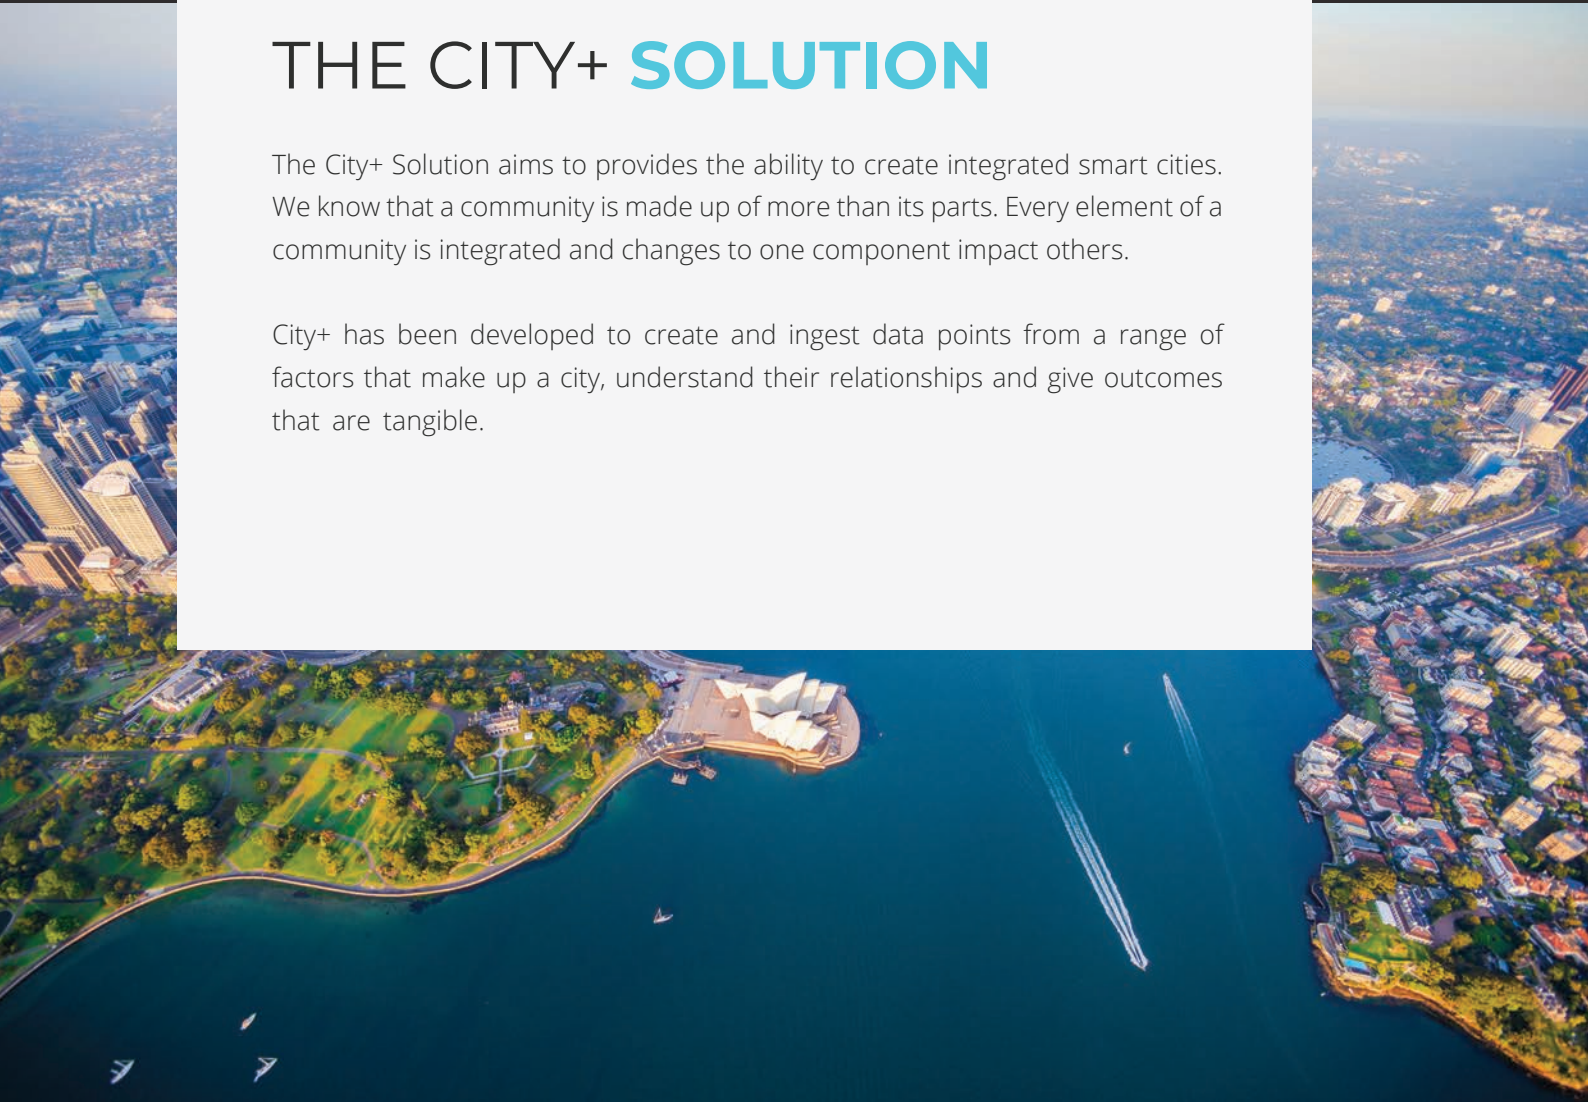 THE CITY+ SOLUTION
The City+ Solution aims to provides the ability to create integrated smart cities.
We know that a community is made up of more than its parts. Every element of a
community is integrated and changes to one component impact others.
City+ has been developed to create and ingest data points from a range of
factors that make up a city, understand their relationships and give outcomes
that are tangible.